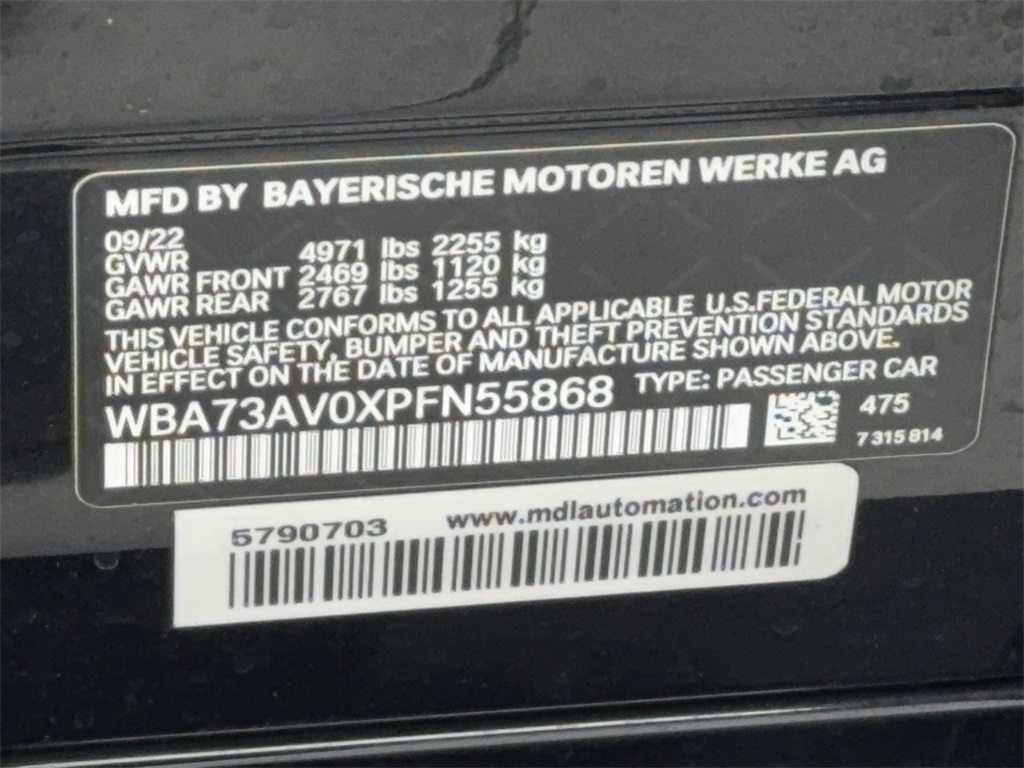 MFD BY BAYERISCHE MOTOREN WERKE AG
09/22
GVWR 4971 lbs 2255 kg
GAWR FRONT 2469 lbs 1120 kg
GAWR REAR 2767 lbs 1255 kg
THIS VEHICLE CONFORMS TO ALL APPLICABLE U.S.FEDERAL MOTOR
VEHICLE SAFETY, BUMPER AND THEFT PREVENTION STANDARDS
IN EFFECT ON THE DATE OF MANUFACTURE SHOWN ABOVE.
WBA73AV0XPFN55868 TYPE: PASSENGER CAR
475
7315814
5790703 www.mdlautomation.com